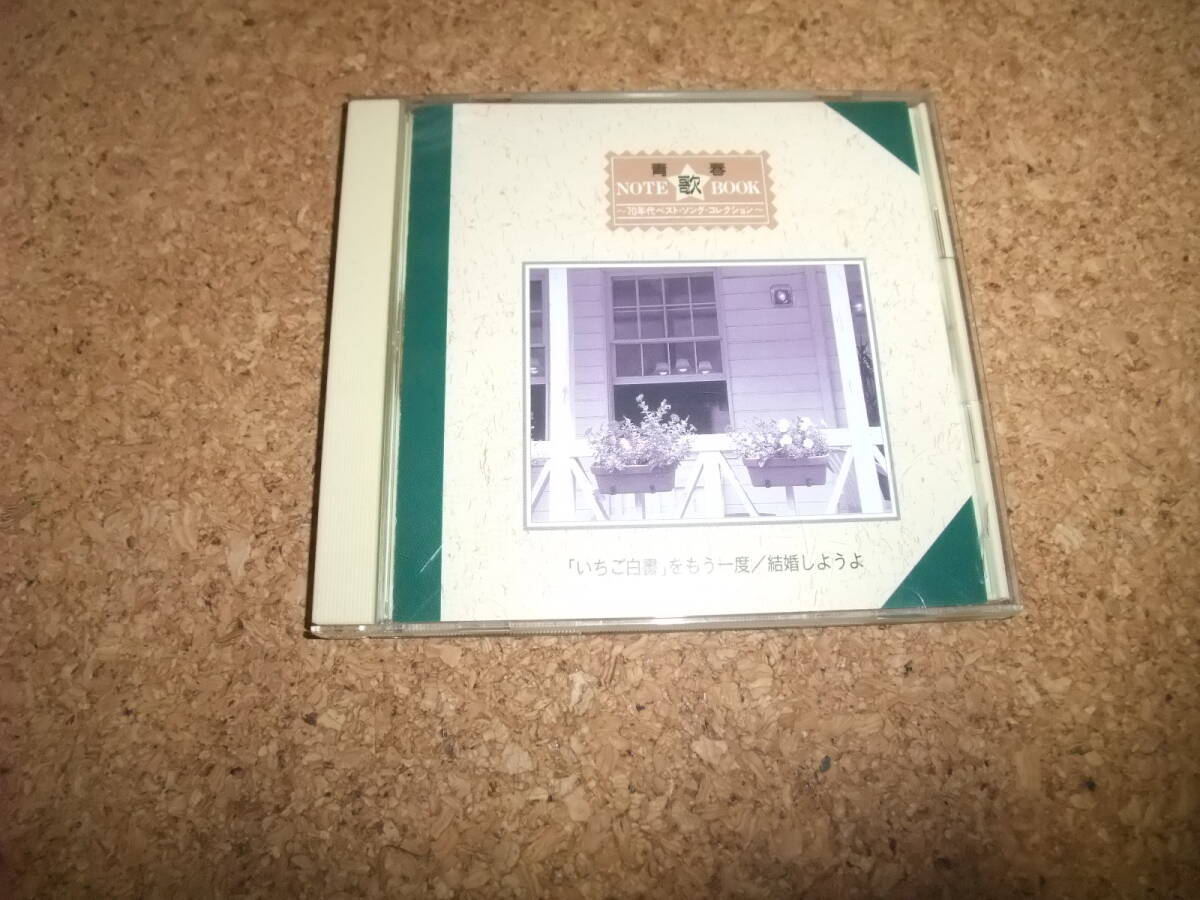 青春
NOTE 歌 BOOK
～70年代ベスト・ソング・コレクション～
「いちご白書」をもう一度／結婚しようよ